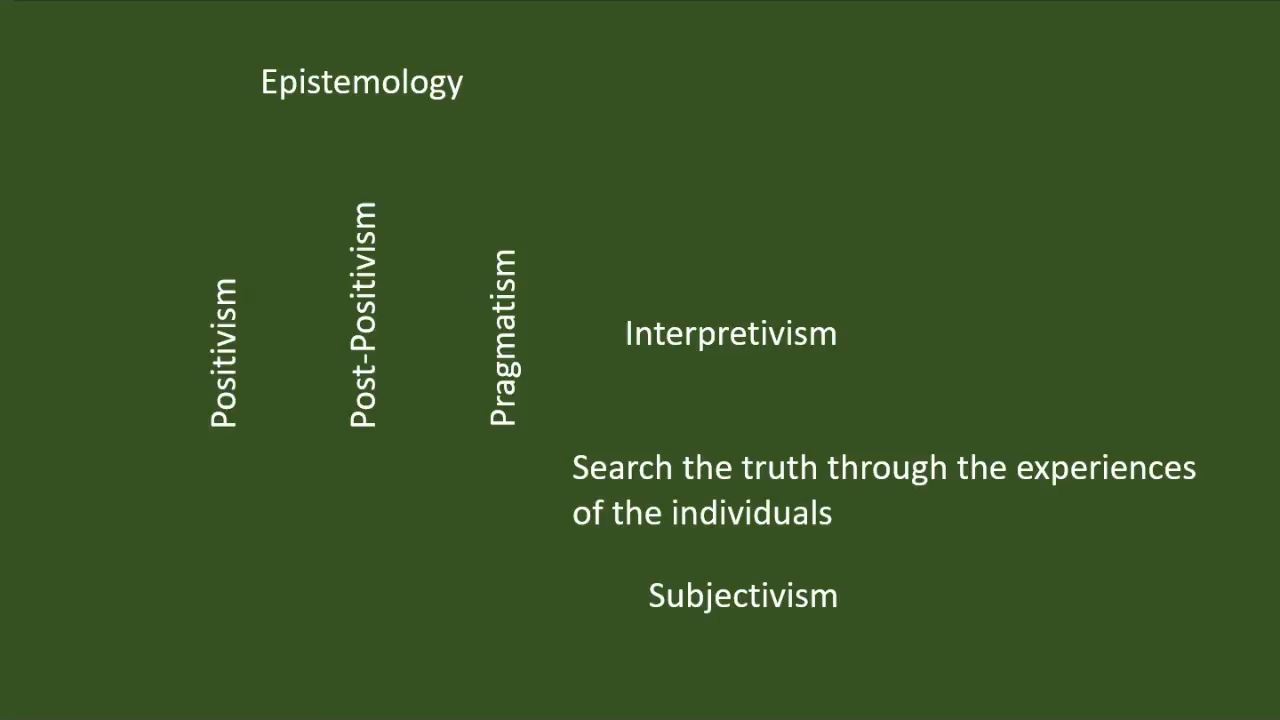 Epistemology
Positivism
Post-Positivism
Pragmatism
Interpretivism
Search the truth through the experiences
of the individuals
Subjectivism